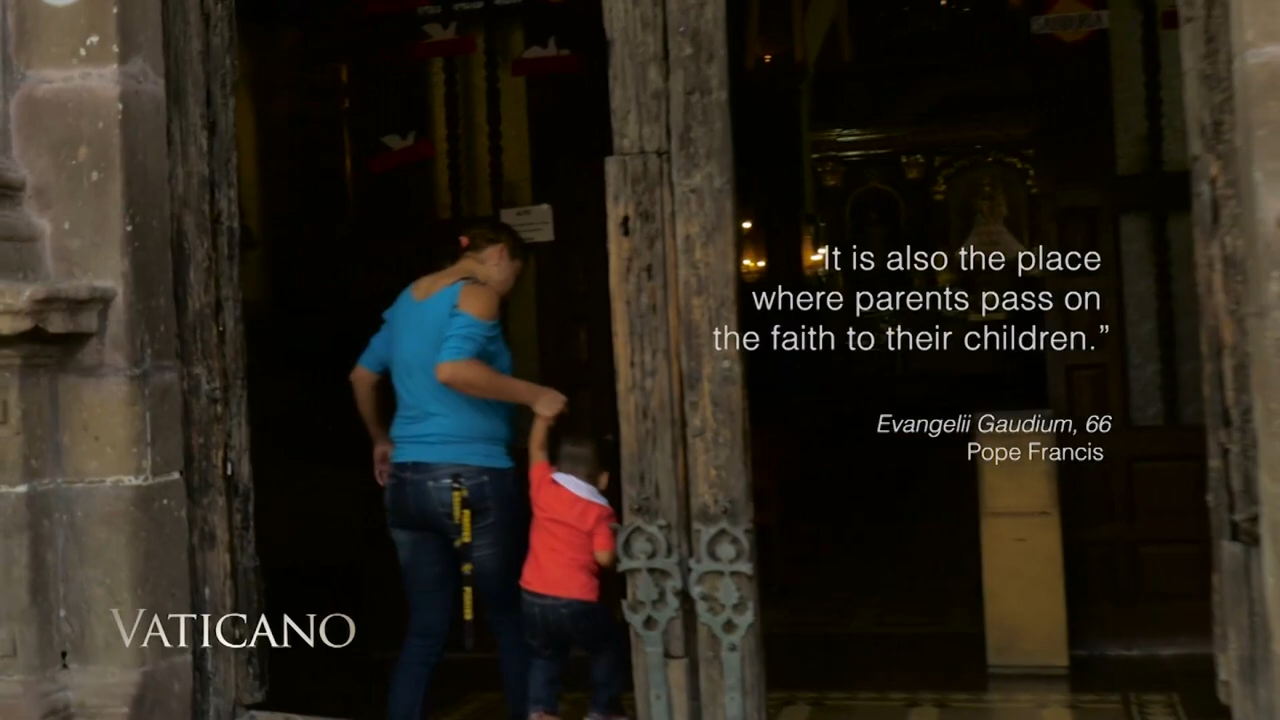 It is also the place
where parents pass on
the faith to their children.”
Evangelii Gaudium, 66
Pope Francis
VATICANO